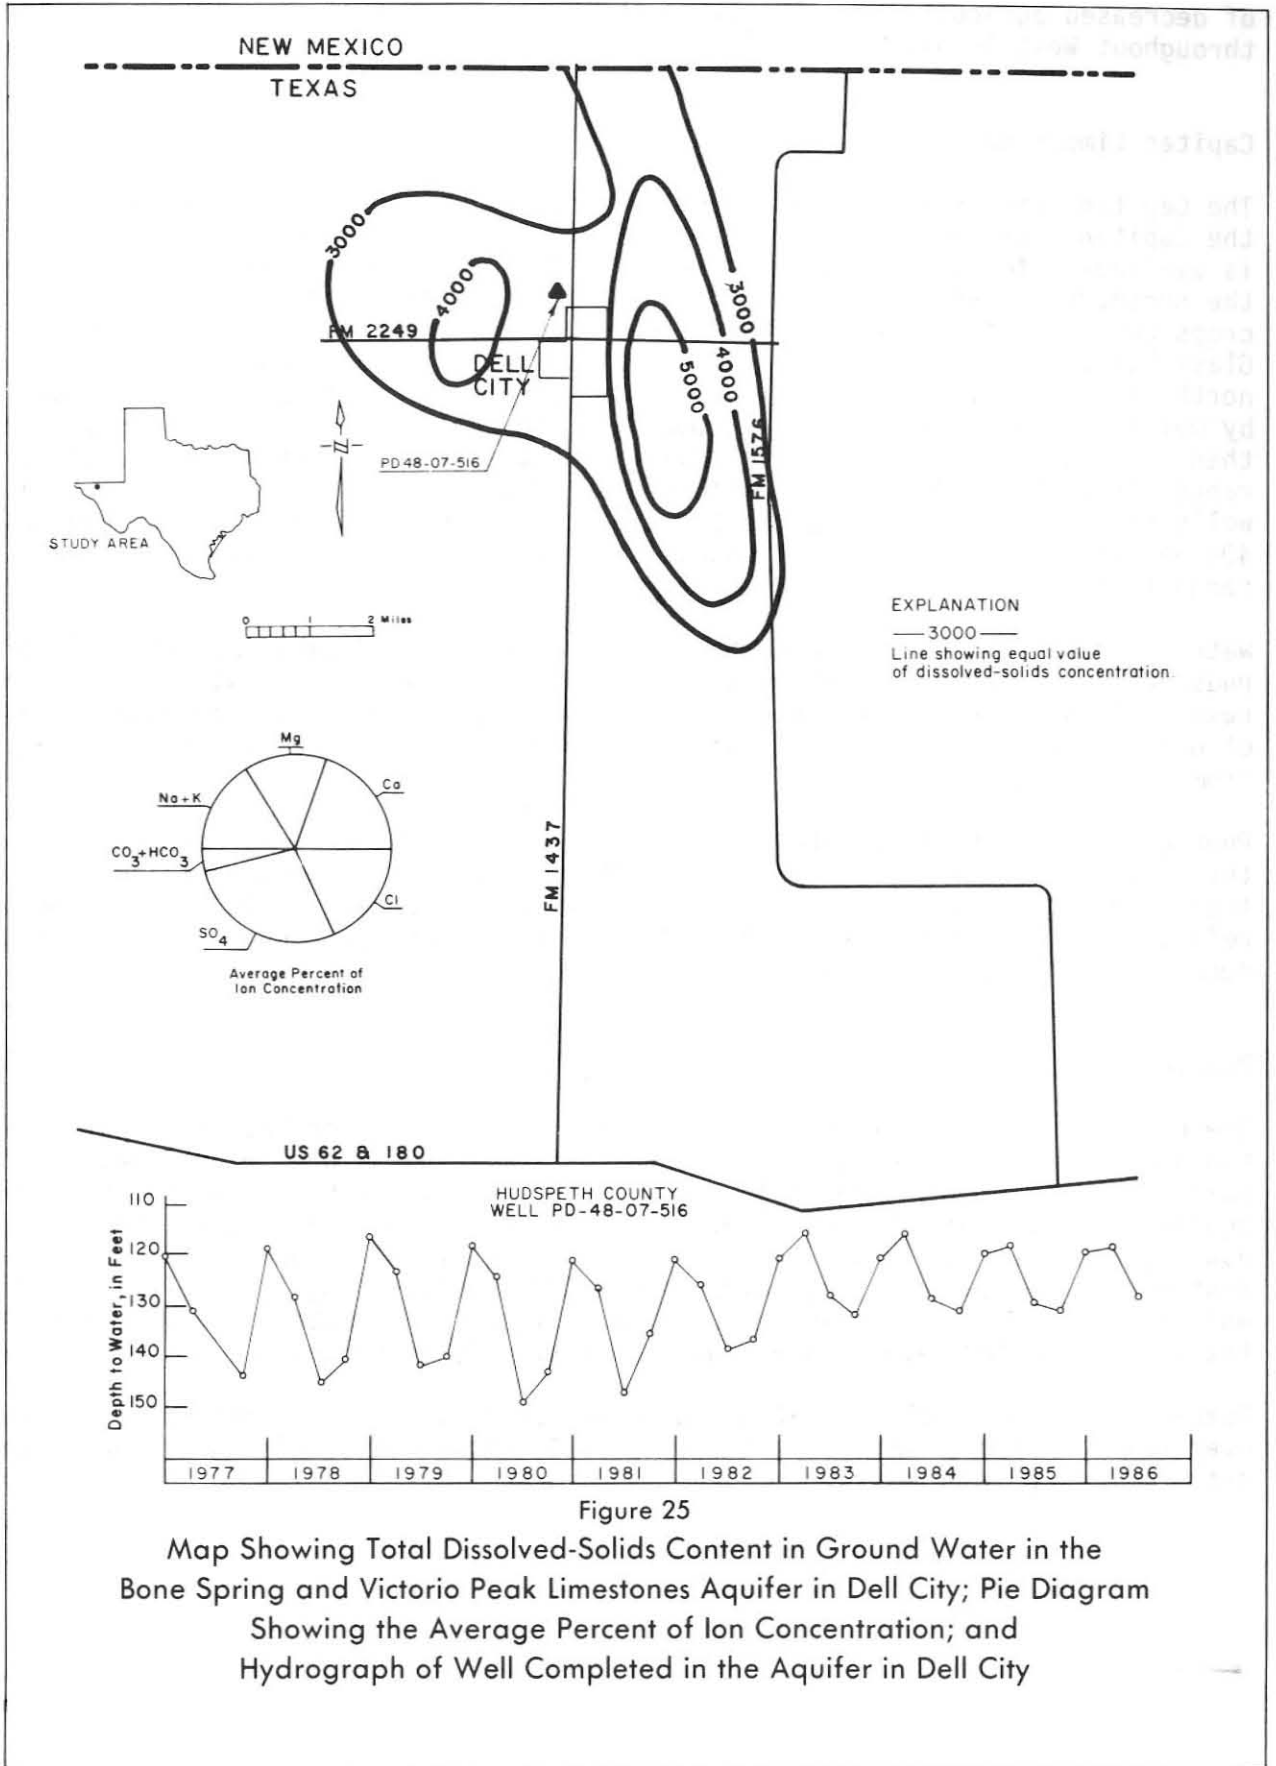 NEW MEXICO
TEXAS
3000
4000
3000
4000
5000
FM 2249
DELL
CITY
FM 1576
PD 48-07-516
STUDY AREA
N
0 1 2 Miles
EXPLANATION
3000
Line showing equal value
of dissolved-solids concentration.
Mg
Ca
Na+K
CO3+HCO3
Cl
SO4
Average Percent of
Ion Concentration
FM 1437
US 62 & 180
HUDSPETH COUNTY
WELL PD-48-07-516
Depth to Water, in Feet
110
120
130
140
150
1977 1978 1979 1980 1981 1982 1983 1984 1985 1986
Figure 25
Map Showing Total Dissolved-Solids Content in Ground Water in the
Bone Spring and Victorio Peak Limestones Aquifer in Dell City; Pie Diagram
Showing the Average Percent of Ion Concentration; and
Hydrograph of Well Completed in the Aquifer in Dell City